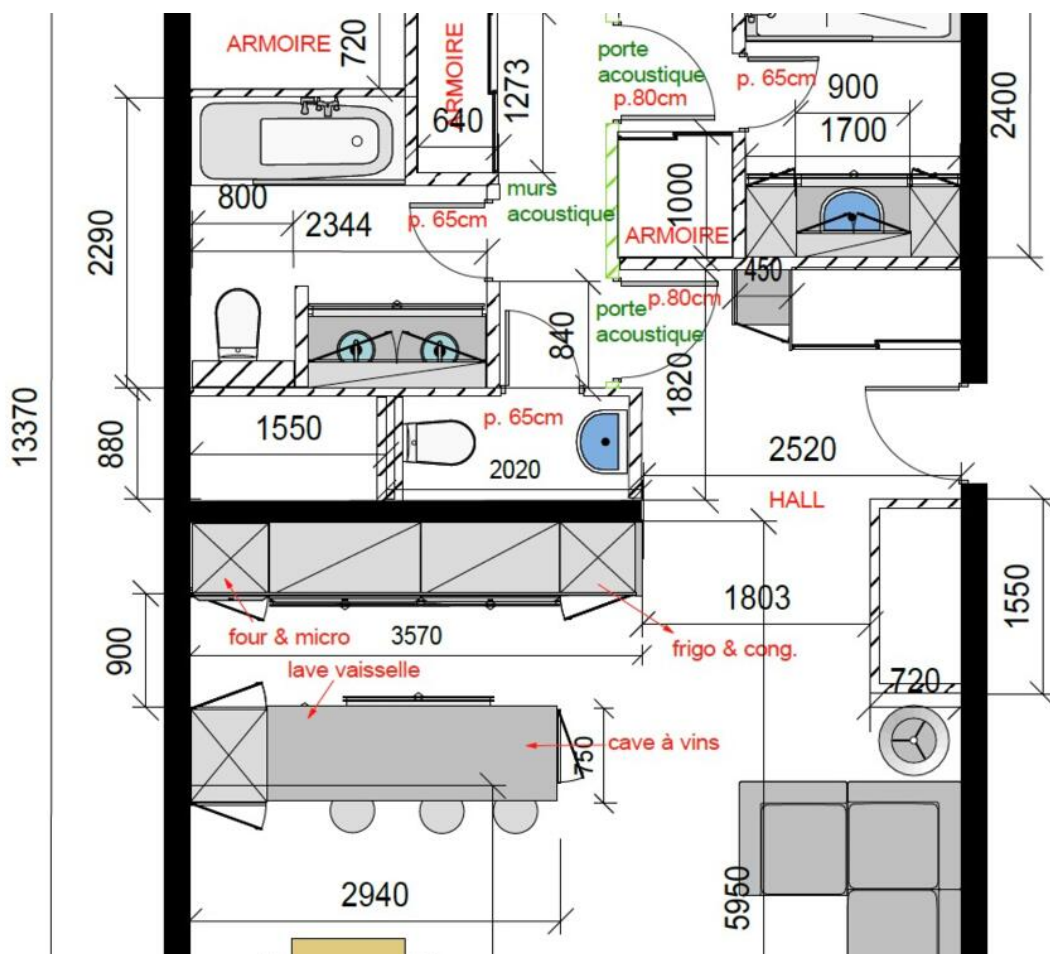 ARMOIRE
720
ARMOIRE
1273
640
porte
acoustique
p.80cm
p. 65cm
900
1700
2400
murs
acoustique
800
2344
p. 65cm
2290
1000
ARMOIRE
450
p.80cm
porte
acoustique
840
1820
13370
880
1550
p. 65cm
2020
2520
HALL
1803
1550
900
four & micro
3570
frigo & cong.
lave vaisselle
720
cave à vins
750
2940
5950